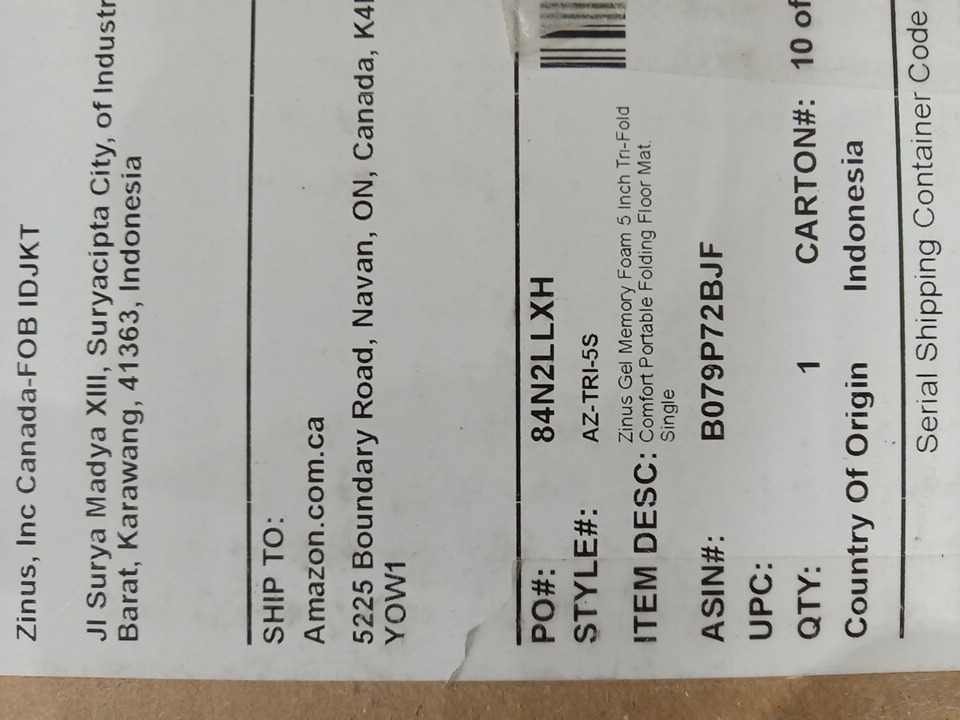 Zinus, Inc Canada-FOB IDJKT
Jl Surya Madya XIII, Suryacipta City, of Industr
Barat, Karawang, 41363, Indonesia
SHIP TO:
Amazon.com.ca
5225 Boundary Road, Navan, ON, Canada,
YOW1
PO#: 84N2LLXH
STYLE#: AZ-TRI-5S
ITEM DESC: Zinus Gel Memory Foam 5 Inch Tri-Fold
Comfort Portable Folding Floor Mat,
Single
ASIN#: B079P72BJF
UPC:
QTY: 1 CARTON#: 10 of
Country Of Origin Indonesia
Serial Shipping Container Code